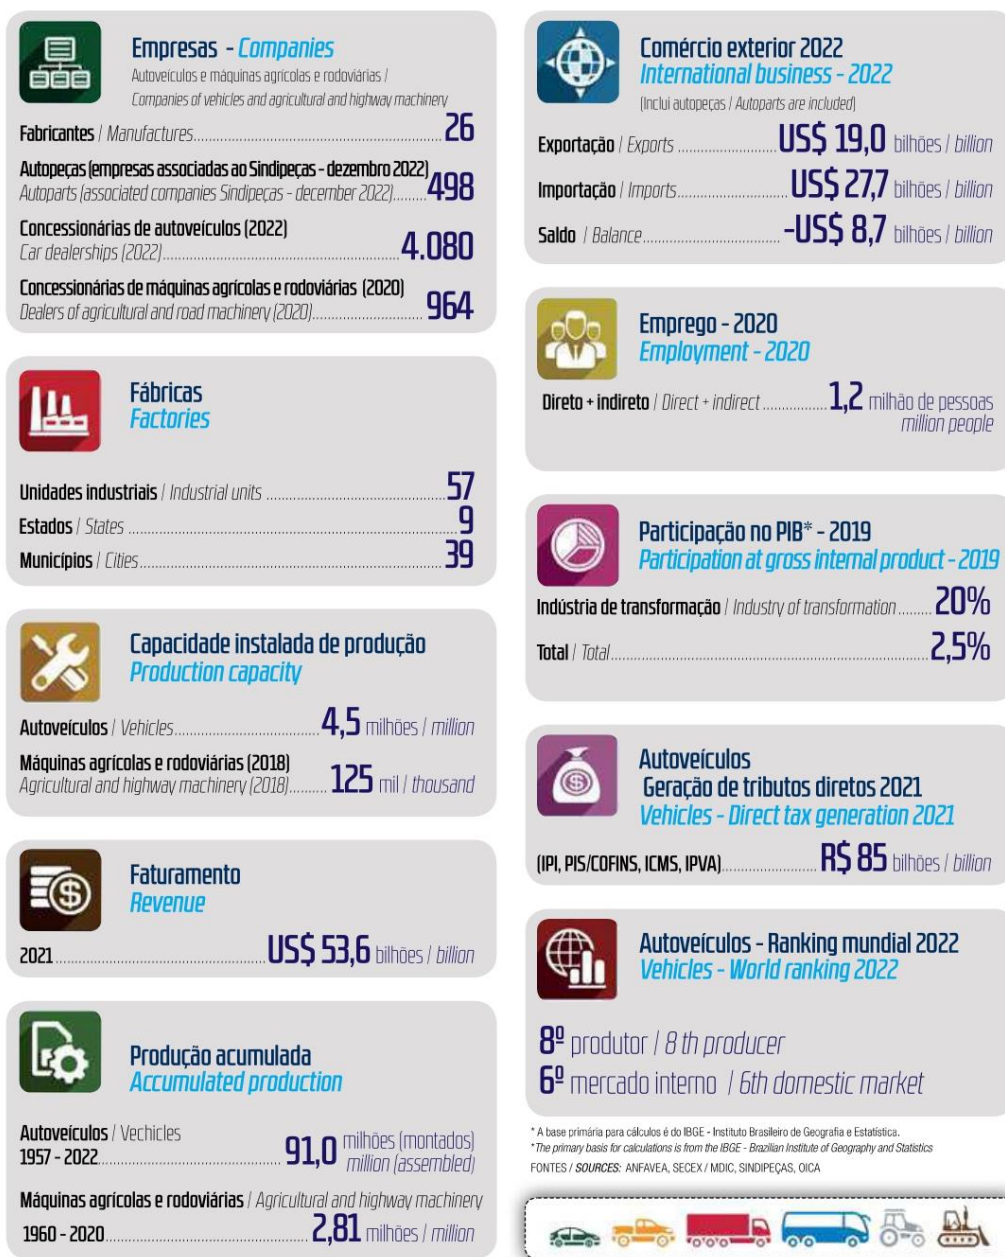 Empresas - Companies
Autoveículos e máquinas agrícolas e rodoviárias /
Companies of vehicles and agricultural and highway machinery
Fabricantes / Manufactures 26
Autopeças (empresas associadas ao Sindipeças - dezembro 2022)
Autoparts (associated companies Sindipeças - december 2022) 498
Concessionárias de autoveículos (2022)
Car dealerships (2022) 4.080
Concessionárias de máquinas agrícolas e rodoviárias (2020)
Dealers of agricultural and road machinery (2020) 964
Fábricas
Factories
Unidades industriais / Industrial units 57
Estados / States 9
Municípios / Cities 39
Capacidade instalada de produção
Production capacity
Autoveículos / Vehicles 4,5 milhões / million
Máquinas agrícolas e rodoviárias (2018)
Agricultural and highway machinery (2018) 125 mil / thousand
Faturamento
Revenue
2021 US$ 53,6 bilhões / billion
Produção acumulada
Accumulated production
Autoveículos / Vechicles
1957 - 2022 91,0 milhões (montados)
million (assembled)
Máquinas agrícolas e rodoviárias / Agricultural and highway machinery
1960 - 2020 2,81 milhões / million
Comércio exterior 2022
International business - 2022
(Inclui autopeças / Autoparts are included)
Exportação / Exports US$ 19,0 bilhões / billion
Importação / Imports US$ 27,7 bilhões / billion
Saldo / Balance -US$ 8,7 bilhões / billion
Emprego - 2020
Employment - 2020
Direto + indireto / Direct + indirect 1,2 milhão de pessoas
million people
Participação no PIB* - 2019
Participation at gross internal product - 2019
Indústria de transformação / Industry of transformation 20%
Total / Total 2,5%
Autoveículos
Geração de tributos diretos 2021
Vehicles - Direct tax generation 2021
(IPI, PIS/COFINS, ICMS, IPVA) R$ 85 bilhões / billion
Autoveículos - Ranking mundial 2022
Vehicles - World ranking 2022
8º produtor / 8 th producer
6º mercado interno / 6th domestic market
* A base primária para cálculos é do IBGE - Instituto Brasileiro de Geografia e Estatística.
* The primary basis for calculations is from the IBGE - Brazilian Institute of Geography and Statistics
FONTES / SOURCES: ANFAVEA, SECEX / MDIC, SINDIPEÇAS, OICA